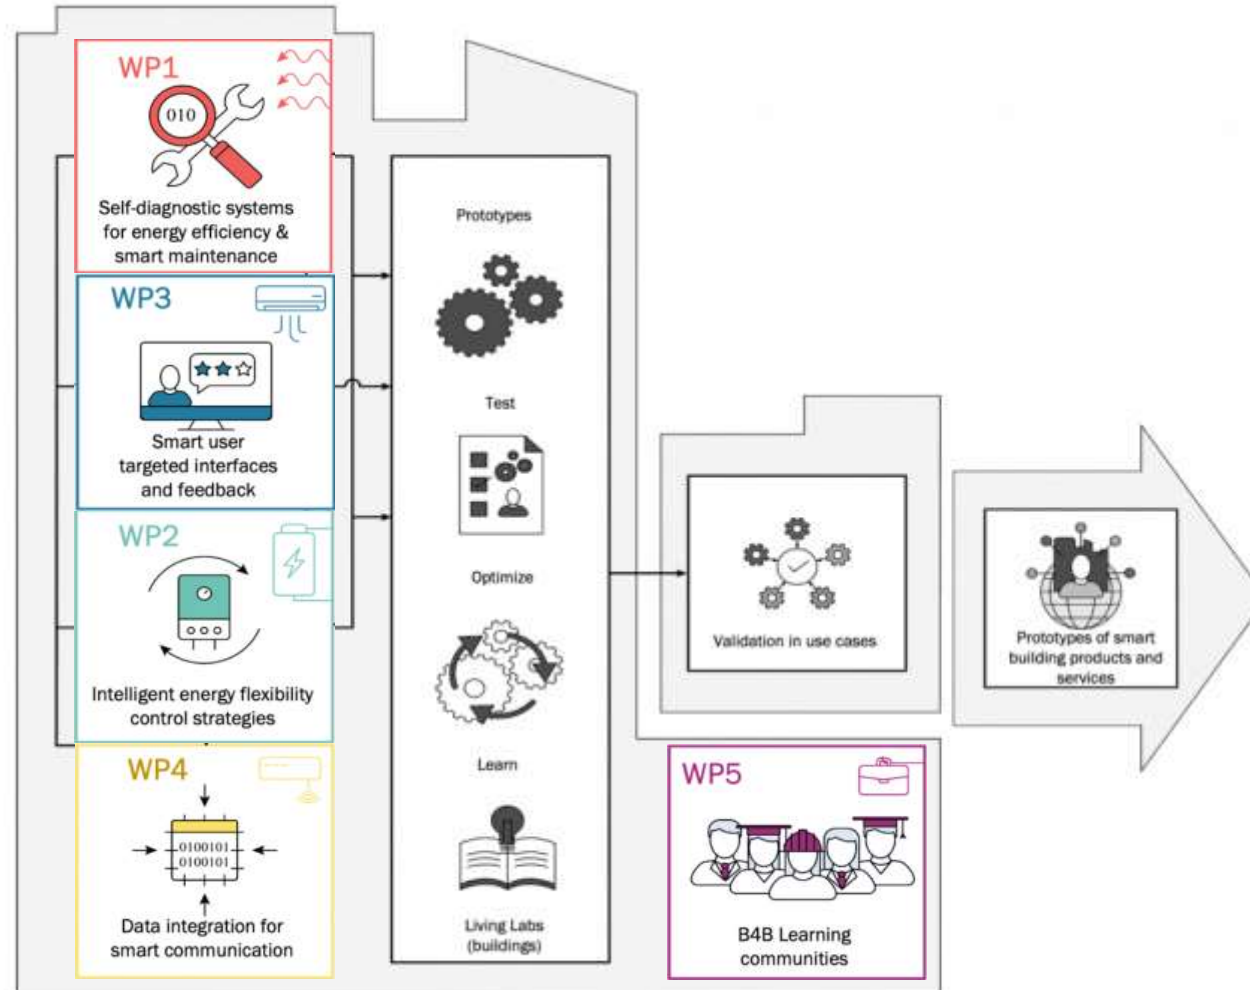 WP1
010
Self-diagnostic systems
for energy efficiency &
smart maintenance
WP3
Smart user
targeted interfaces
and feedback
WP2
Intelligent energy flexibility
control strategies
WP4
0100101
0100101
Data integration for
smart communication
Prototypes
Test
Optimize
Learn
Living Labs
(buildings)
Validation in use cases
Prototypes of smart
building products and
services
WP5
B4B Learning
communities